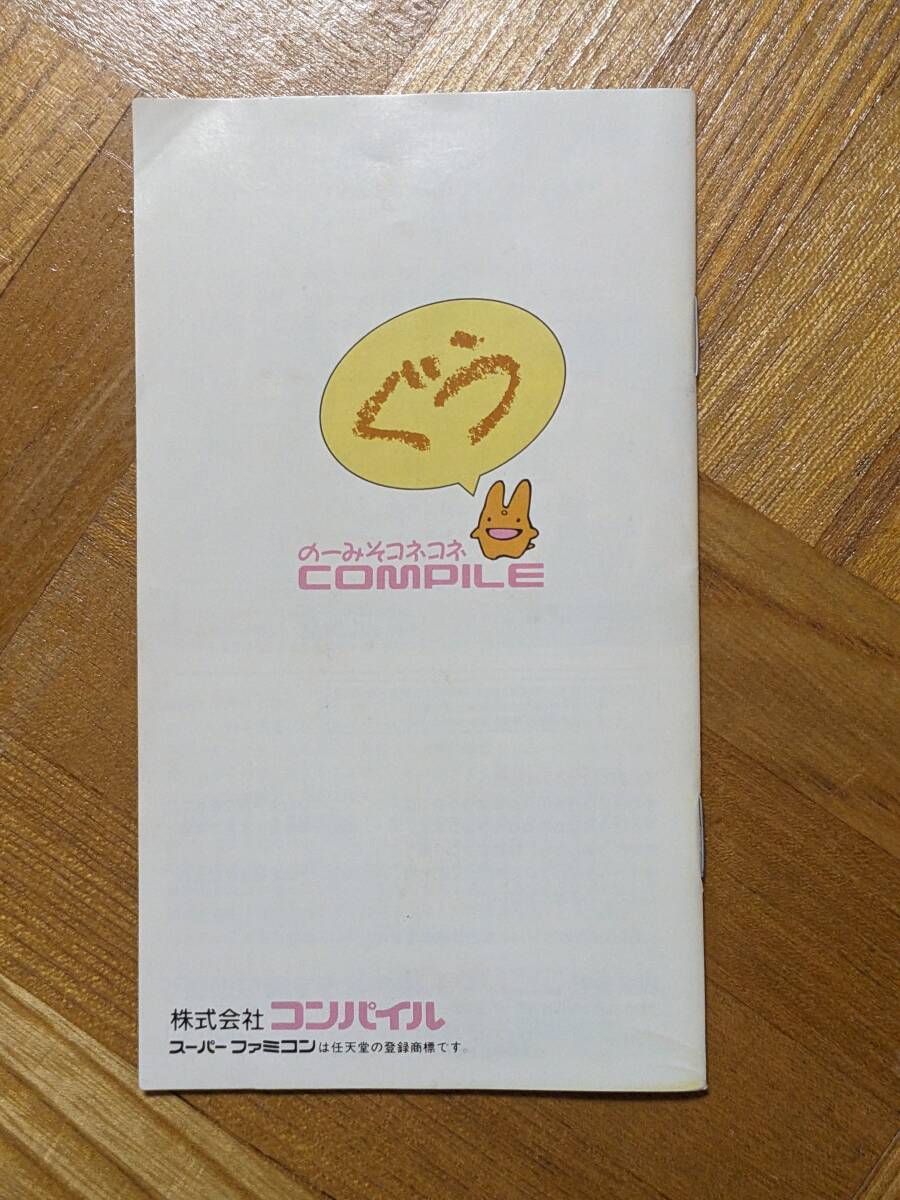 ぐぅ
のーみそコネコネ
COMPILE
株式会社 コンパイル
スーパーファミコンは任天堂の登録商標です。